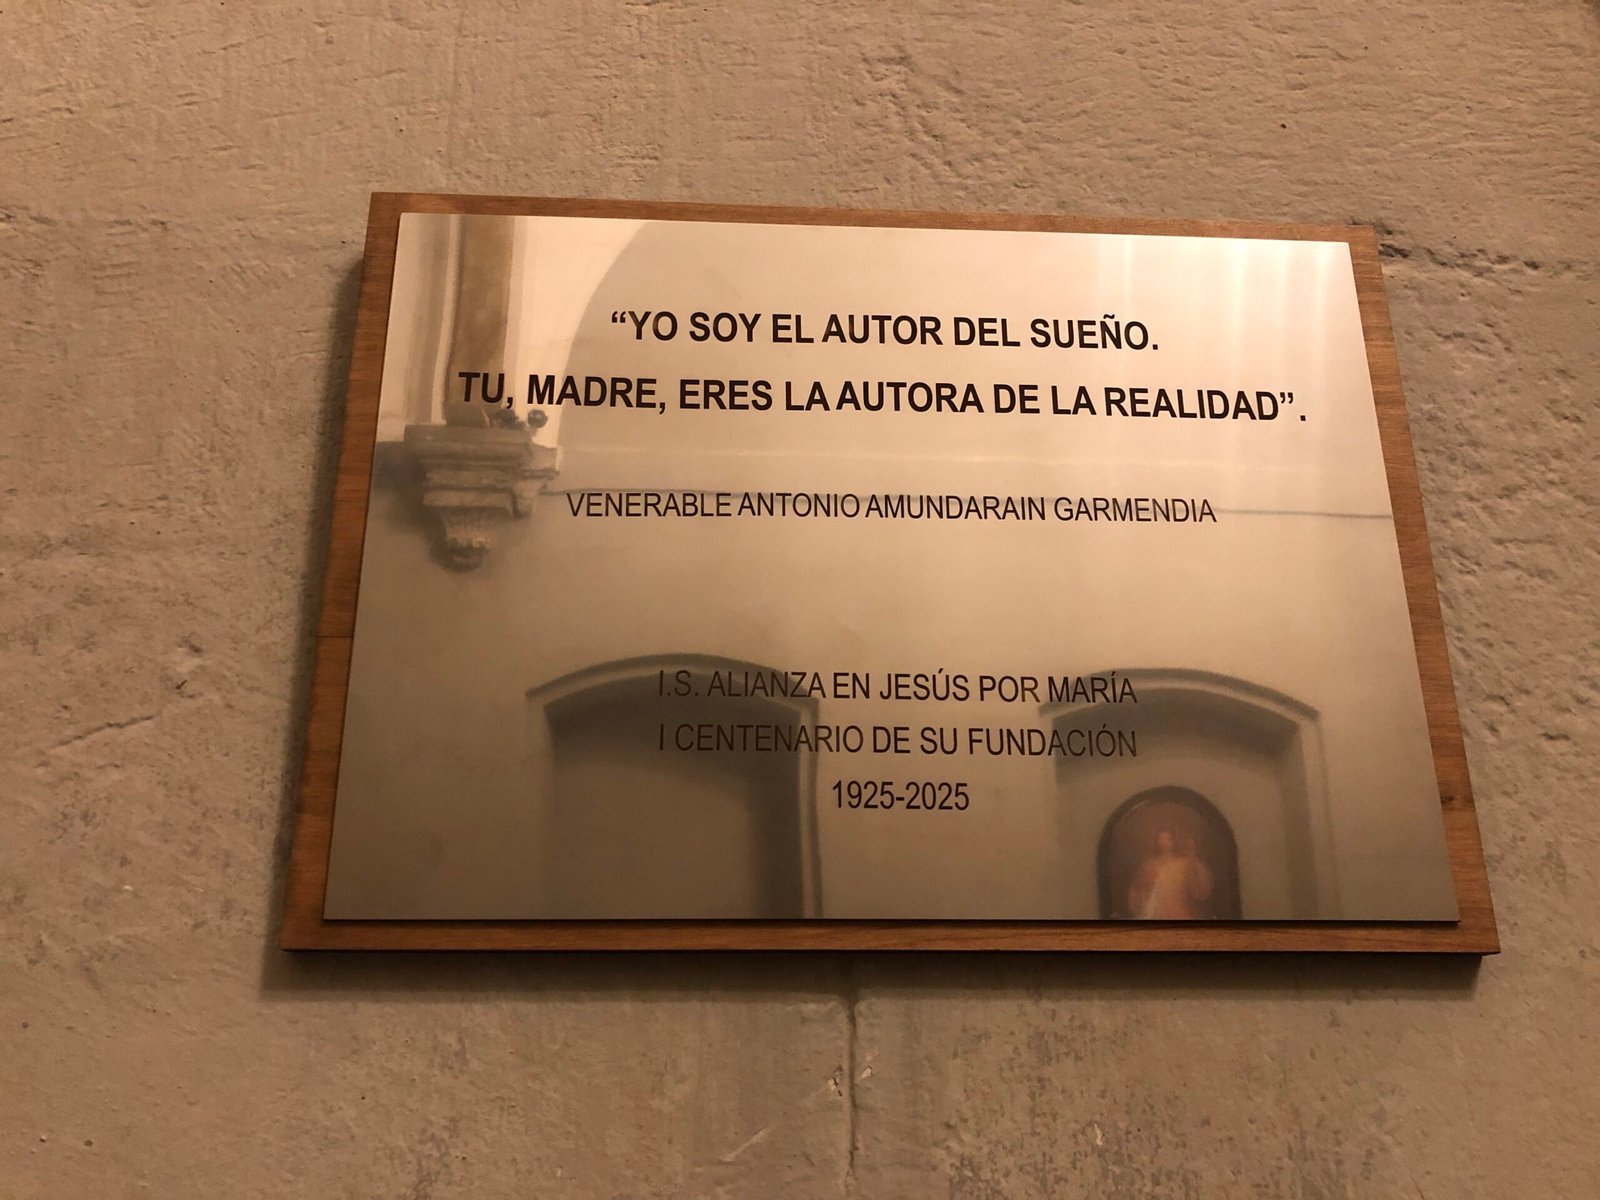 “YO SOY EL AUTOR DEL SUEÑO.
TU, MADRE, ERES LA AUTORA DE LA REALIDAD”.
VENERABLE ANTONIO AMUNDARAIN GARMENDIA
I.S. ALIANZA EN JESÚS POR MARÍA
I CENTENARIO DE SU FUNDACIÓN
1925-2025